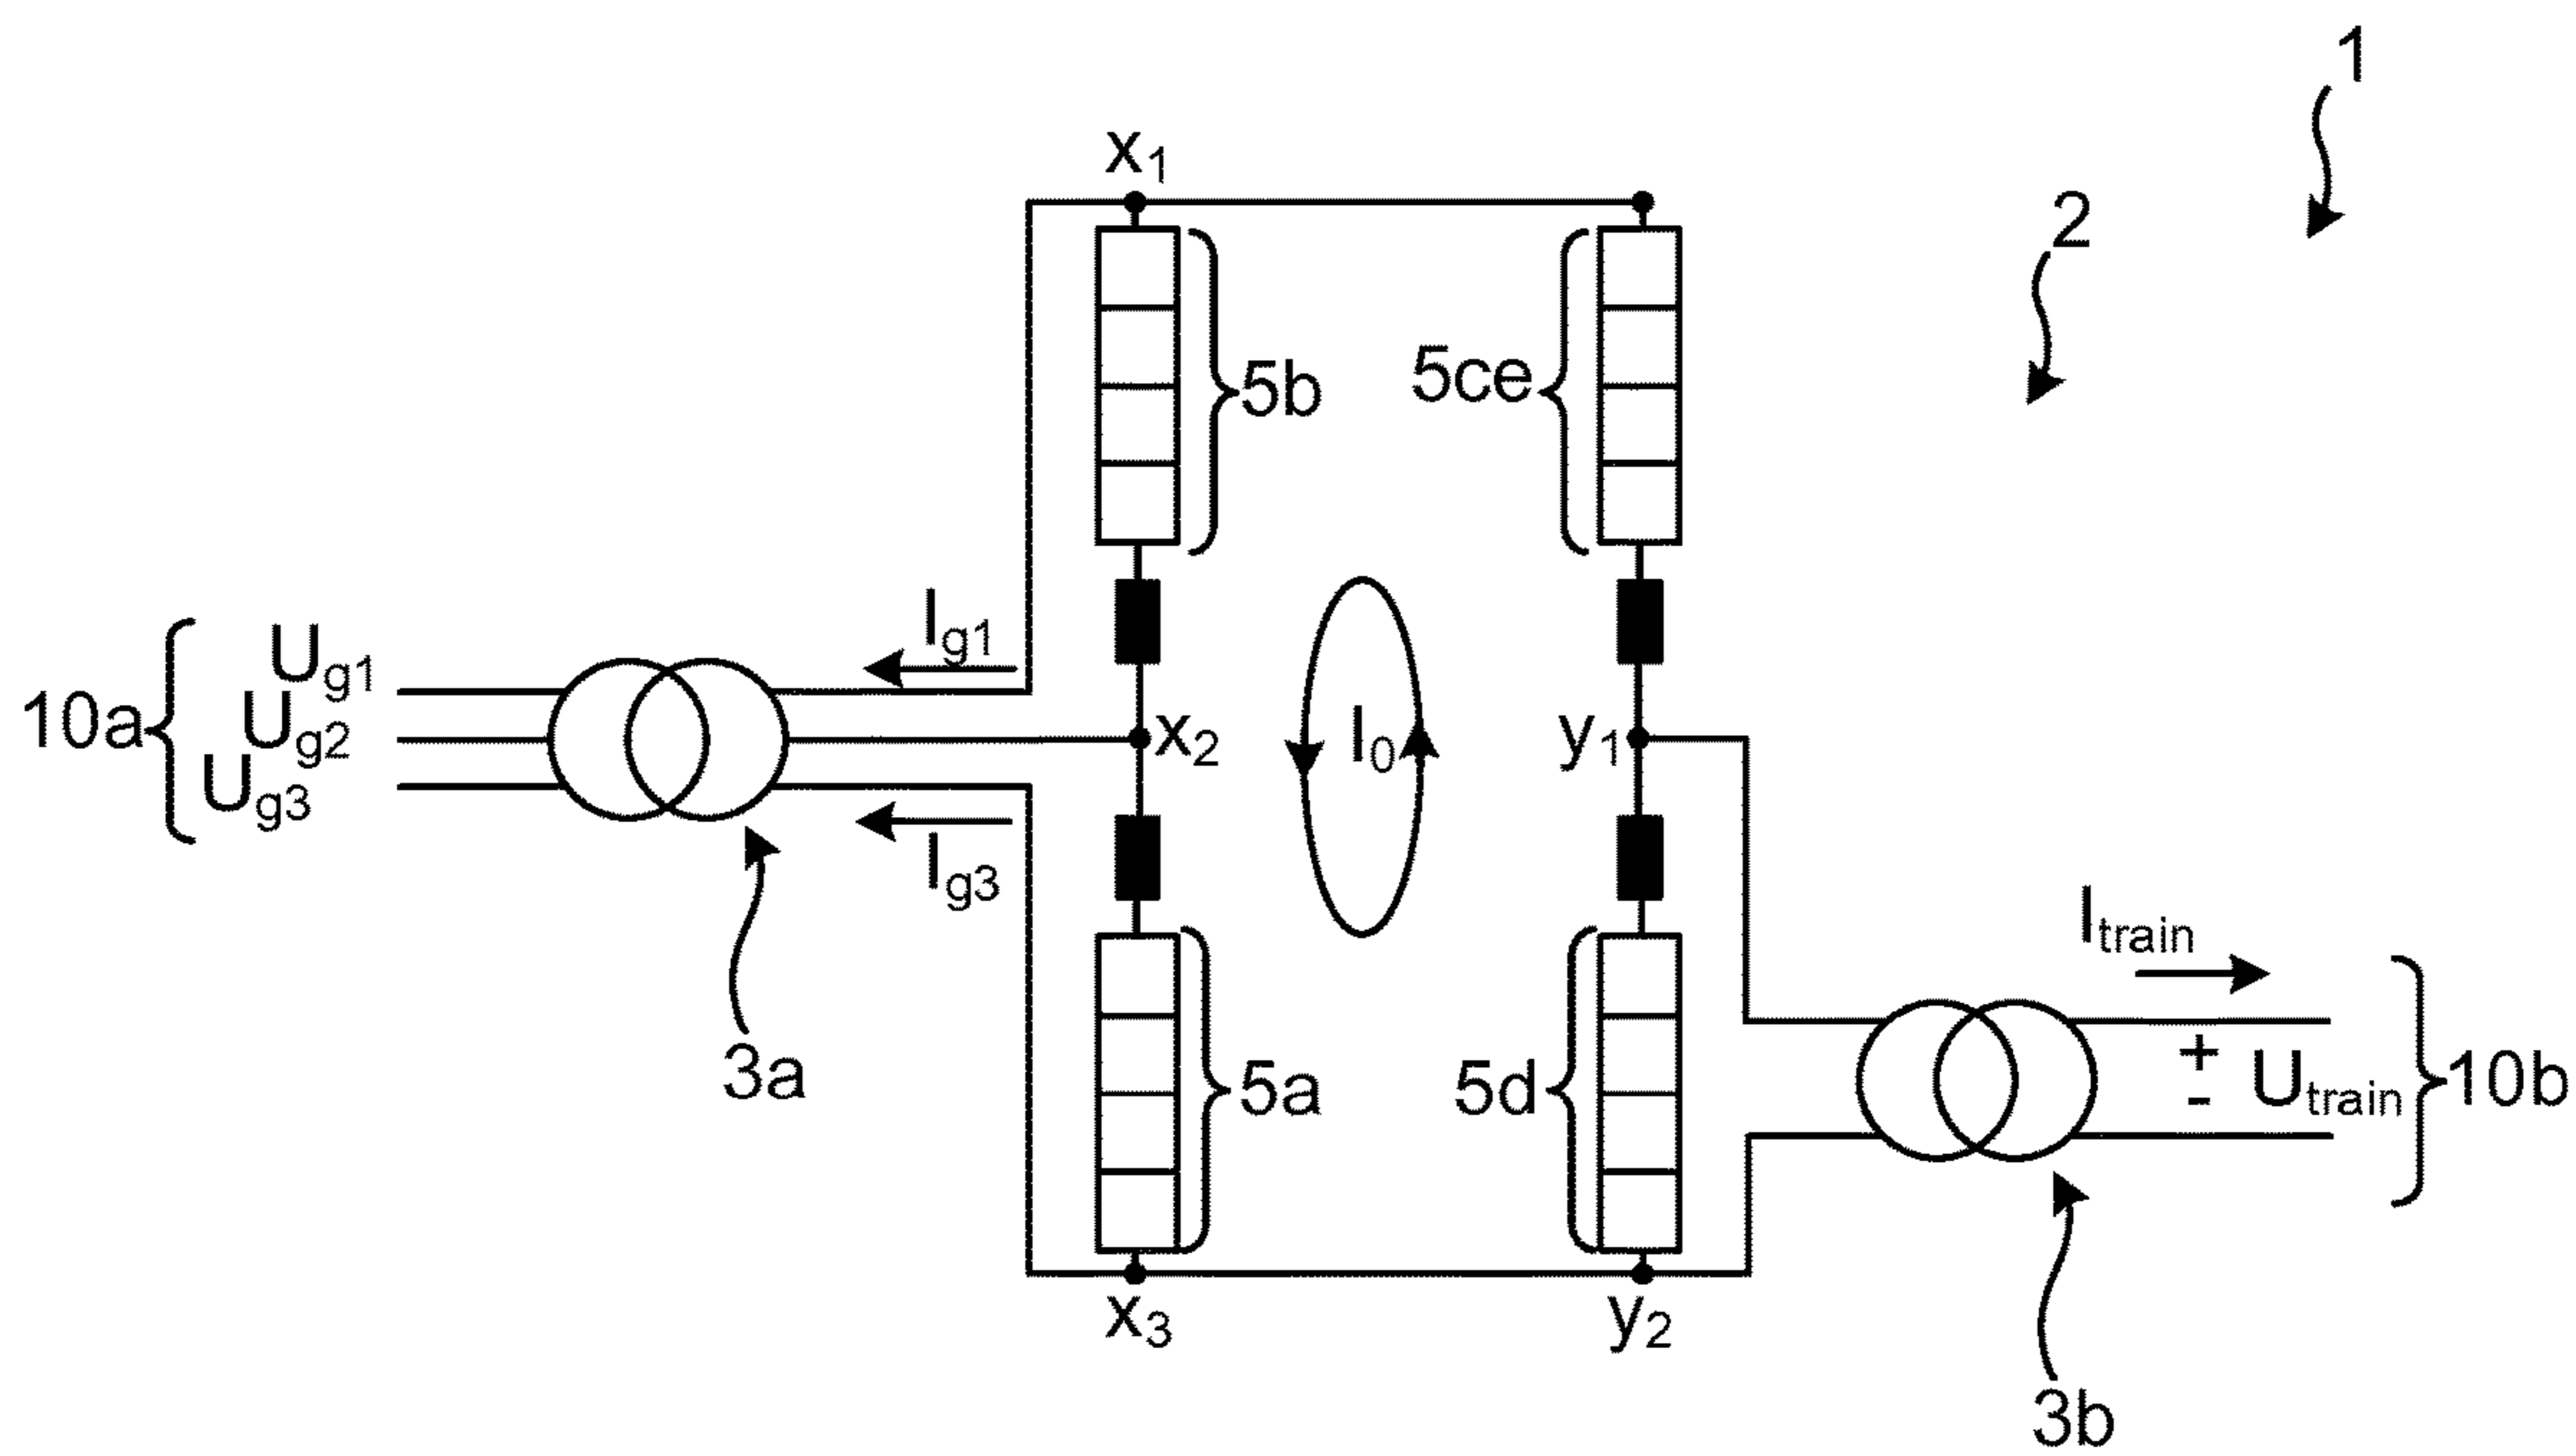 1
2
x1
5b
5ce
Ig1
10a
Ug1
Ug2
Ug3
x2
I0
y1
Ig3
Itrain
3a
5a
5d
+
-
Utrain
10b
x3
y2
3b